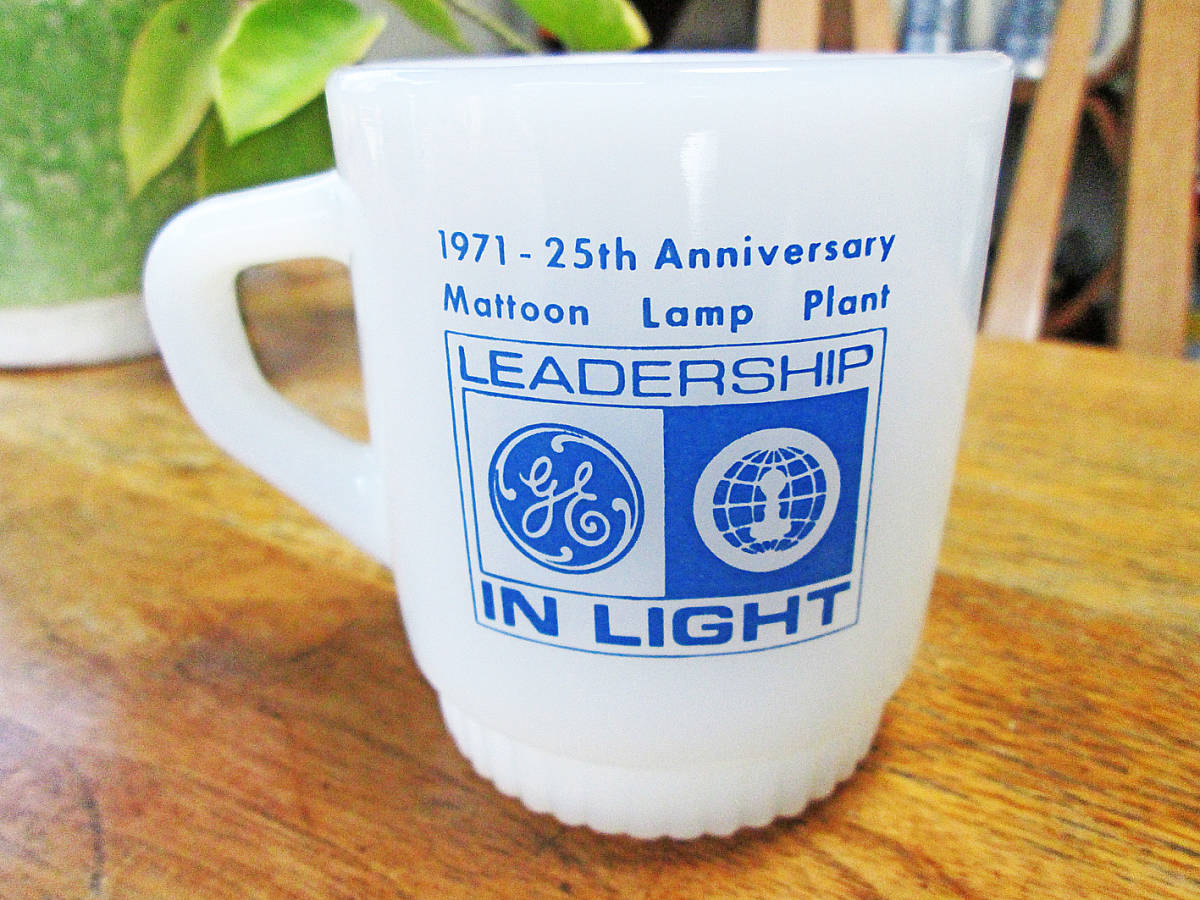 1971 - 25th Anniversary
Mattoon Lamp Plant
LEADERSHIP
GE
IN LIGHT